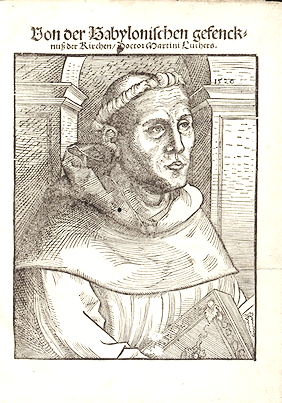 Von der Babylonischen gefenck-
nuß der Kirchen/ Doctor Martini Luthers.
1520